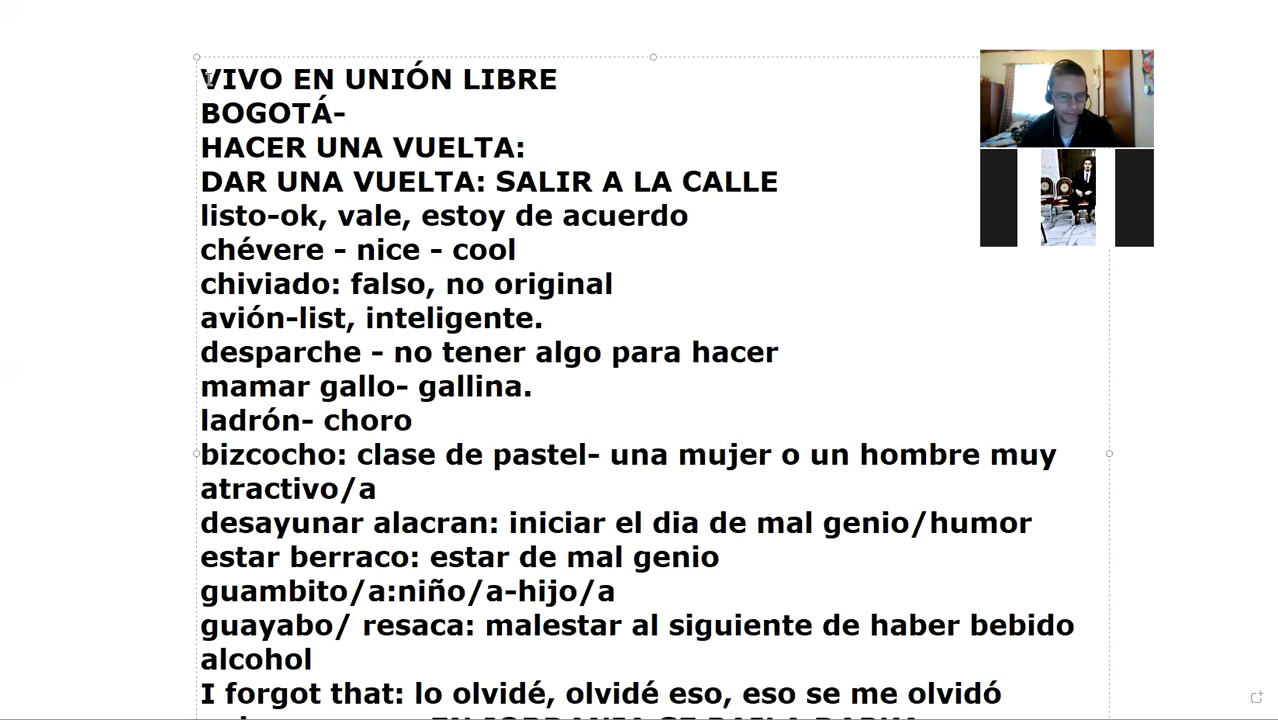 VIVO EN UNIÓN LIBRE
BOGOTÁ-
HACER UNA VUELTA:
DAR UNA VUELTA: SALIR A LA CALLE
listo-ok, vale, estoy de acuerdo
chévere - nice - cool
chiviado: falso, no original
avión-list, inteligente.
desparche - no tener algo para hacer
mamar gallo- gallina.
ladrón- choro
bizcocho: clase de pastel- una mujer o un hombre muy
atractivo/a
desayunar alacran: iniciar el dia de mal genio/humor
estar berraco: estar de mal genio
guambito/a:niño/a-hijo/a
guayabo/ resaca: malestar al siguiente de haber bebido
alcohol
I forgot that: lo olvidé, olvidé eso, eso se me olvidó